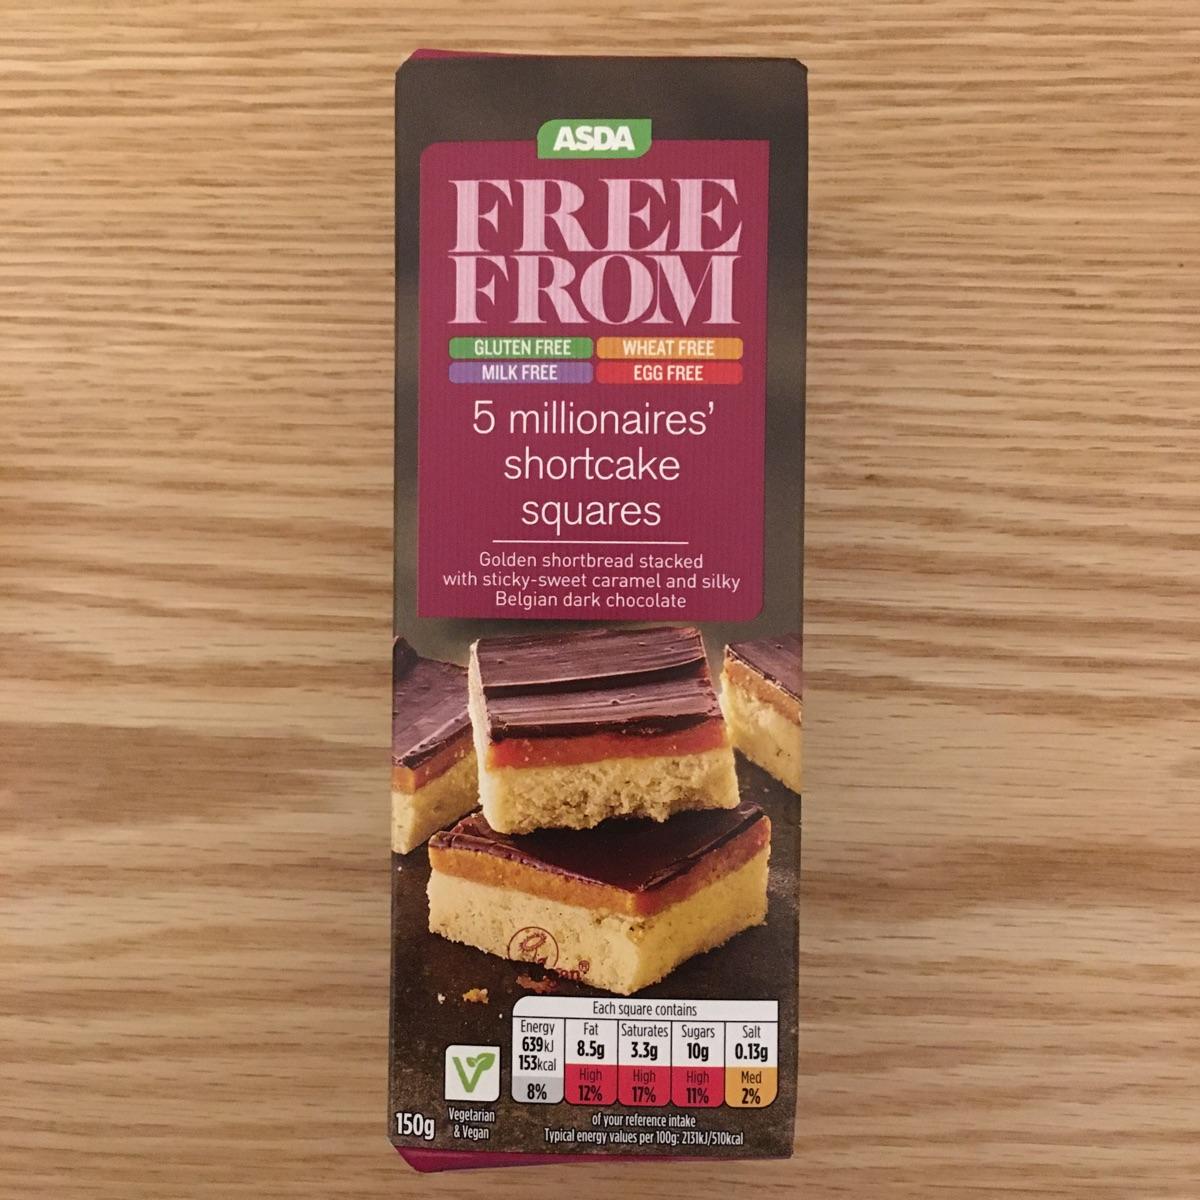 ASDA
FREE
FROM
GLUTEN FREE WHEAT FREE
MILK FREE EGG FREE
5 millionaires'
shortcake
squares
Golden shortbread stacked
with sticky-sweet caramel and silky
Belgian dark chocolate
Each square contains
Energy Fat Saturates Sugars Salt
639kJ 8.5g 3.3g 10g 0.13g
153kcal
High High High Med
8% 12% 17% 11% 2%
of your reference intake
Typical energy values per 100g: 2131kJ/510kcal
Vegetarian
& Vegan
150g